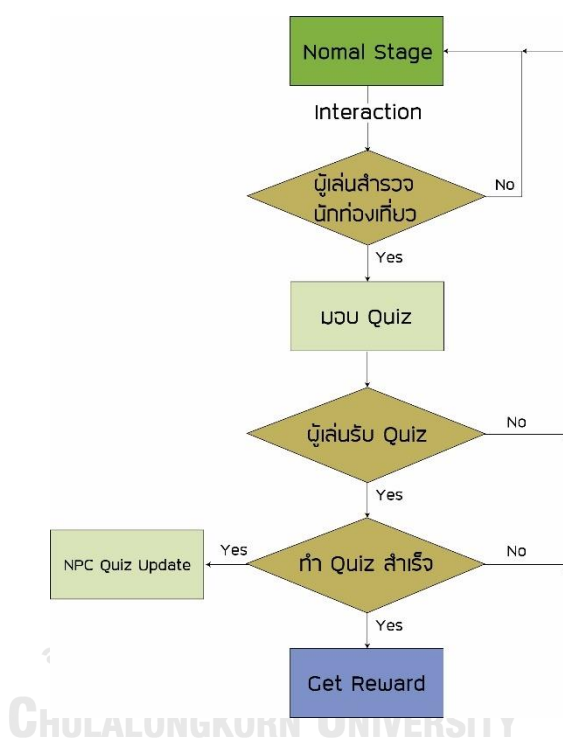 Nomal Stage
Interaction
ผู้เล่นสำรวจ
นักท่องเที่ยว
No
Yes
มอบ Quiz
ผู้เล่นรับ Quiz
No
Yes
ทำ Quiz สำเร็จ
No
Yes
NPC Quiz Update
Yes
Get Reward
CHULALONGKORN UNIVERSITY